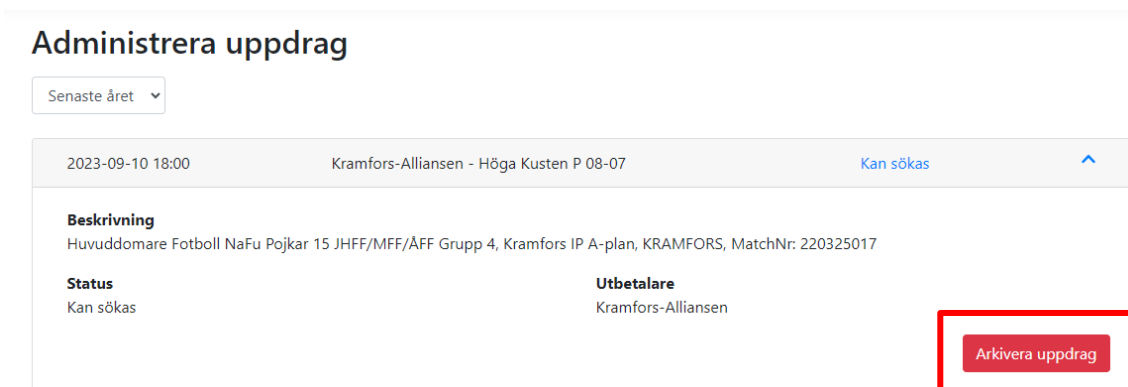 Administrera uppdrag
Senaste året
2023-09-10 18:00 Kramfors-Alliansen - Höga Kusten P 08-07 Kan sökas
Beskrivning
Huvuddomare Fotboll NaFu Pojkar 15 JHFF/MFF/ÅFF Grupp 4, Kramfors IP A-plan, KRAMFORS, MatchNr: 220325017
Status Utbetalare
Kan sökas Kramfors-Alliansen
Arkivera uppdrag